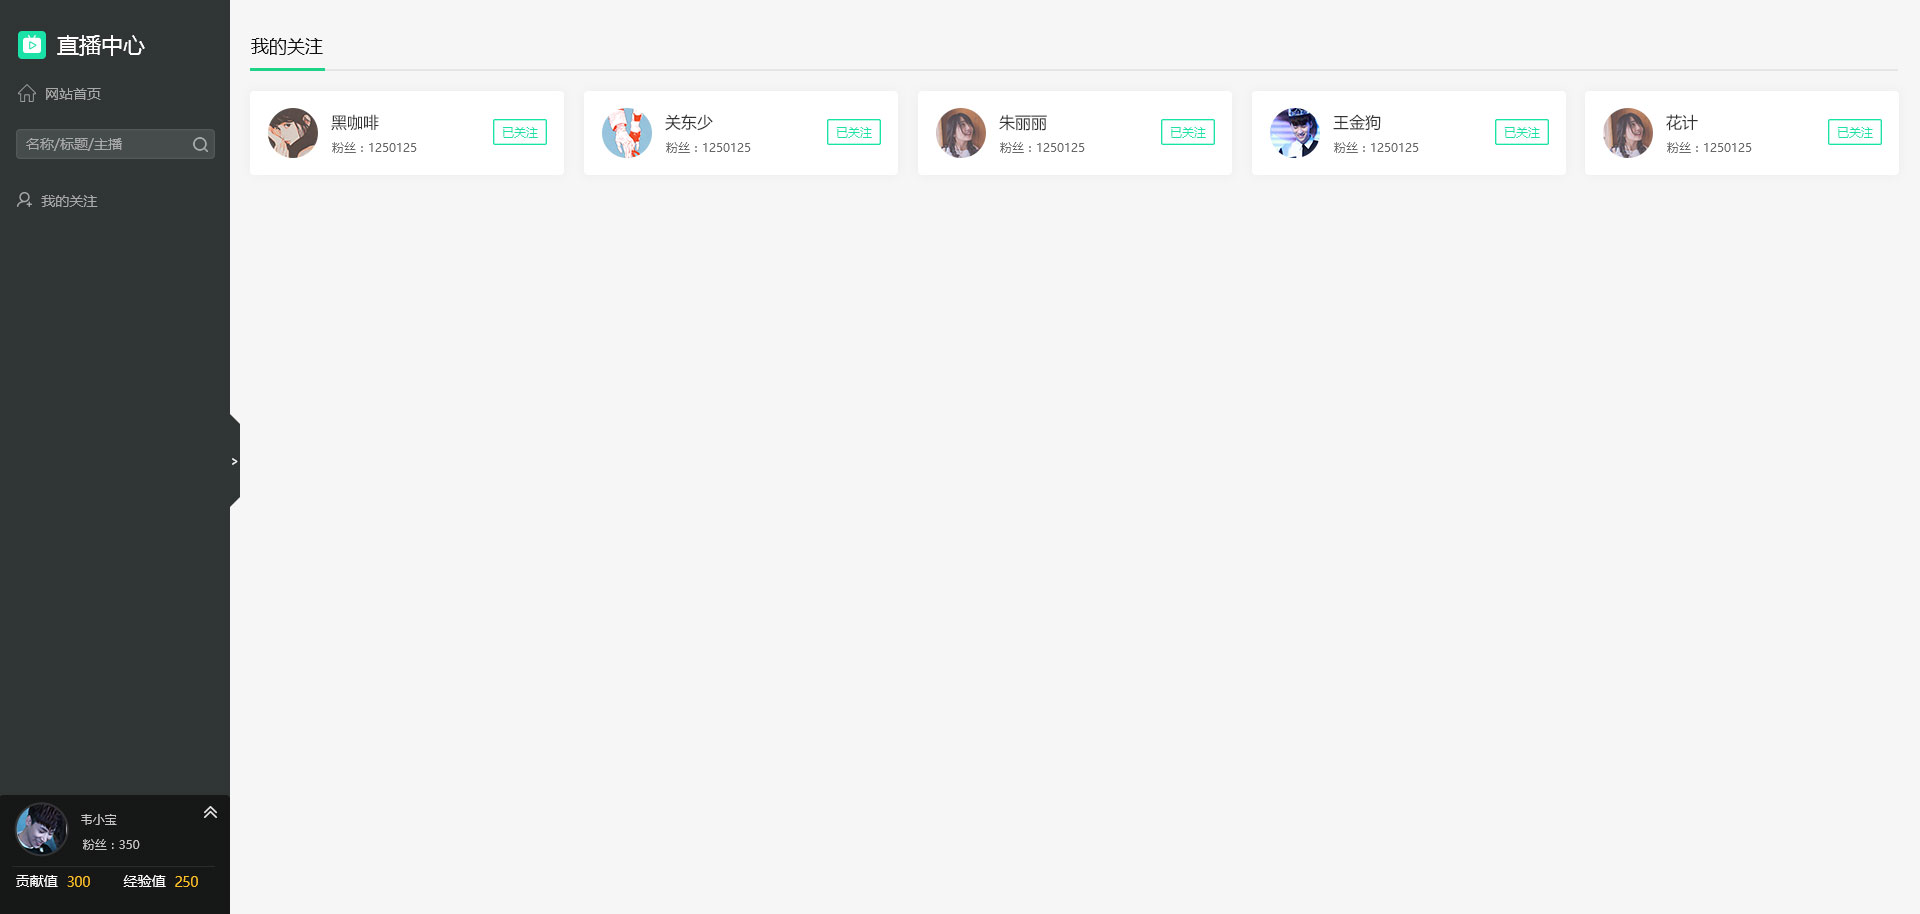 直播中心
网站首页
名称/标题/主播
我的关注
我的关注
黑咖啡
粉丝：1250125
已关注
关东少
粉丝：1250125
已关注
朱丽丽
粉丝：1250125
已关注
王金狗
粉丝：1250125
已关注
花计
粉丝：1250125
已关注
>
韦小宝
粉丝：350
贡献值 300 经验值 250